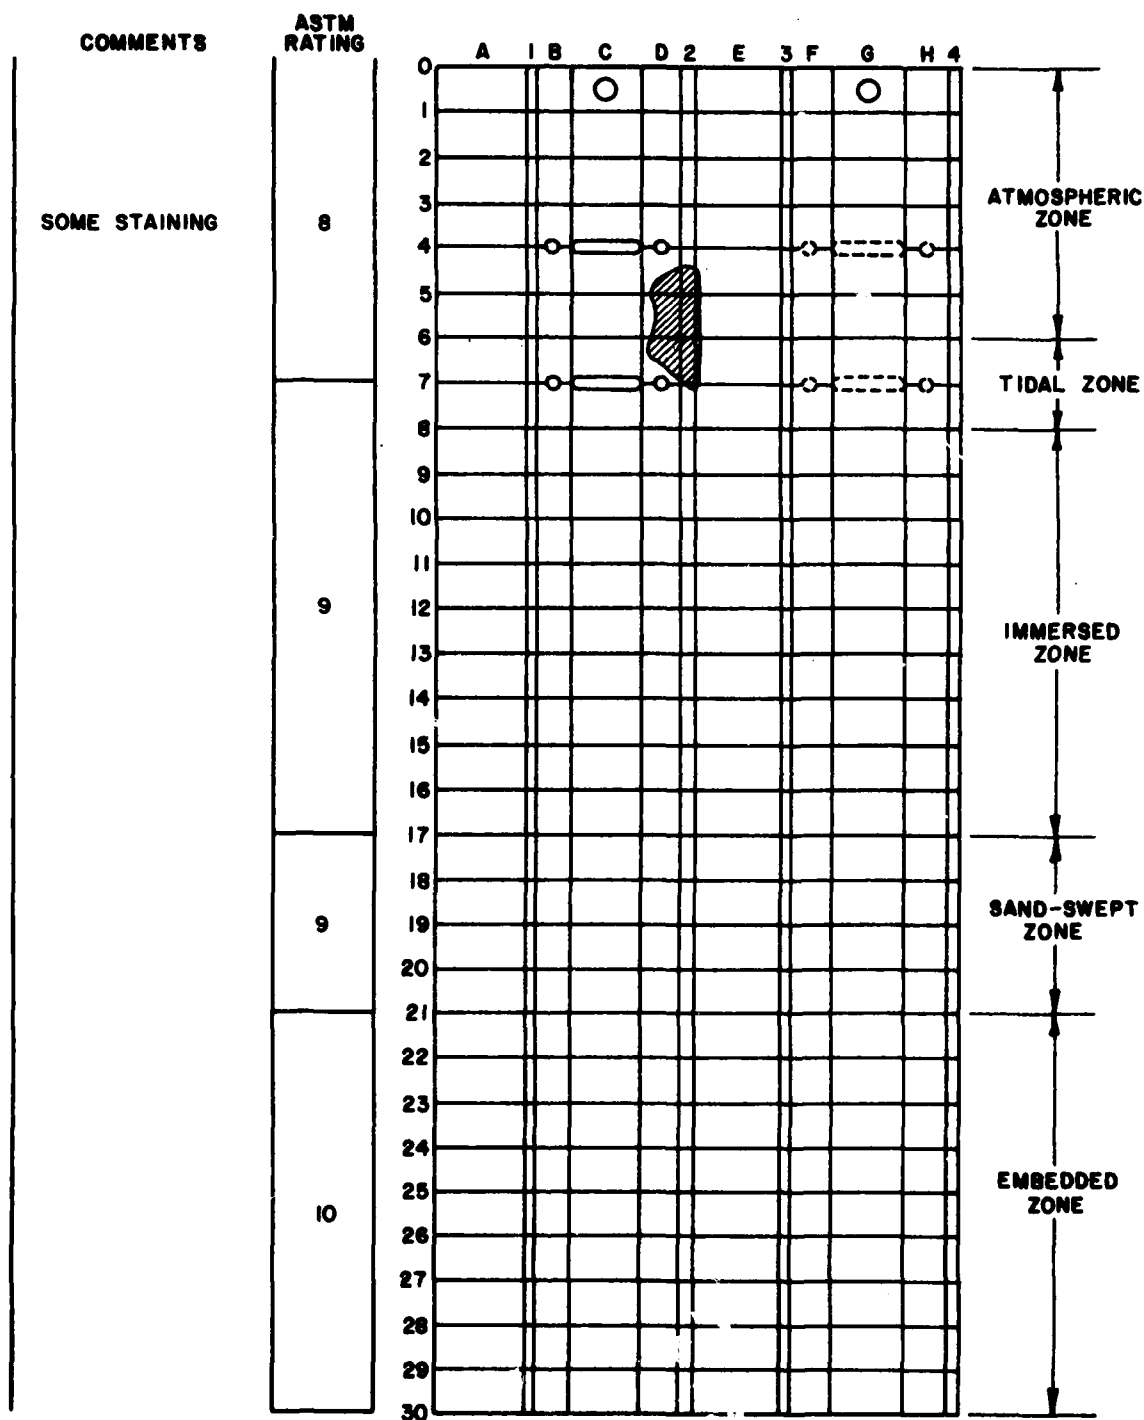 COMMENTS
ASTM
RATING
A 1 B C D 2 E 3 F G H 4
0
1
2
3
SOME STAINING
8
ATMOSPHERIC
ZONE
4
5
6
7
TIDAL ZONE
8
9
10
11
12
9
13
IMMERSED
ZONE
14
15
16
17
18
19
9
SAND-SWEPT
ZONE
20
21
22
23
24
25
EMBEDDED
ZONE
10
26
27
28
29
30